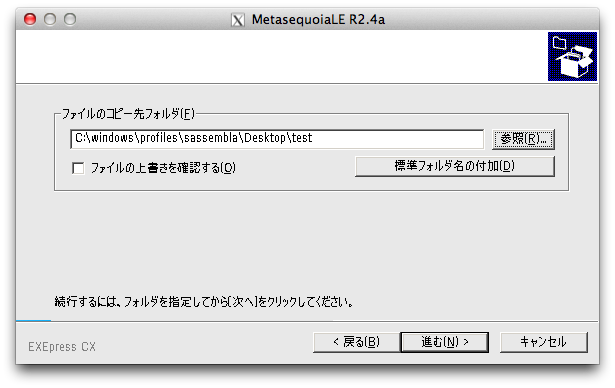 MetasequoiaLE R2.4a
ファイルのコピー先フォルダ(F)
C:\windows\profiles\sassembla\Desktop\test
参照(R)...
ファイルの上書きを確認する(O)
標準フォルダ名の付加(D)
続行するには、フォルダを指定してから[次へ]をクリックしてください。
EXEpress CX
< 戻る(B)
進む(N) >
キャンセル